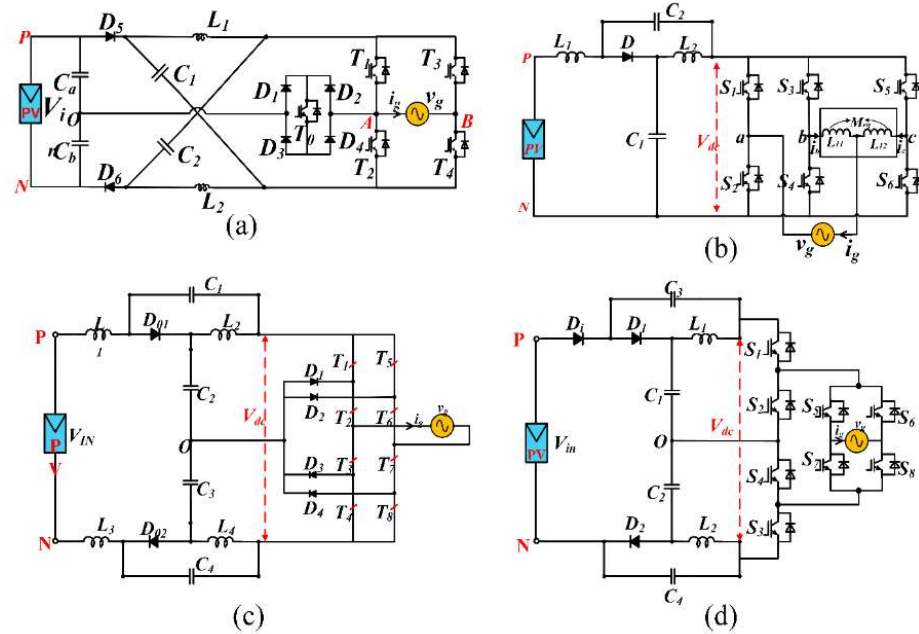 P
D5
L1
Ca
C1
PV
Vi
O
rCb
C2
N
D6
L2
D1
D2
T0
D3
D4
T1
T3
ig
vg
A
B
T2
T4
(a)
C2
P
L1
D
L2
C1
PV
N
Vdc
S1
S3
S5
a
b
M
L11
L12
c
S2
S4
S6
vg
ig
(b)
C1
P
L
1
D01
L2
C2
VIN
P
V
O
Vdc
D1
D2
D3
D4
T1
T5
T2
T6
ig
vg
T3
T7
T4
T8
C3
N
L3
D02
L4
C4
(c)
C3
P
Di
D1
L1
C1
PV
Vin
O
Vdc
C2
N
D2
L2
C4
S1
S2
S4
S3
S5
S6
ig
vg
S2
S8
(d)